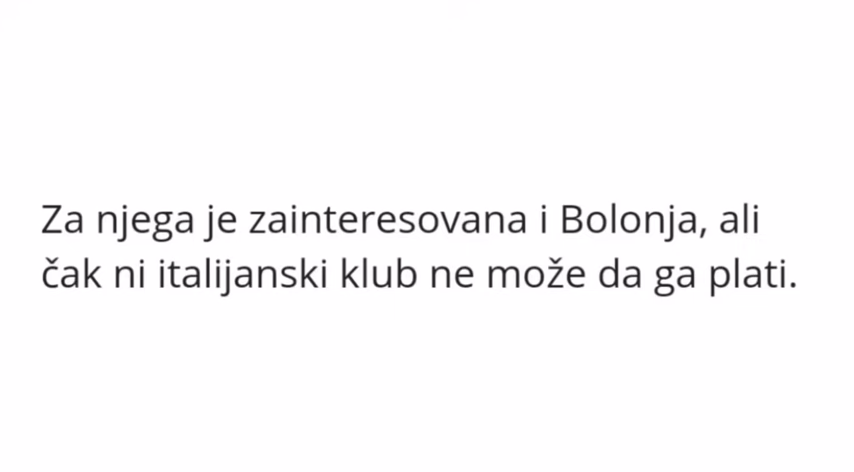 Za njega je zainteresovana i Bolonja, ali
čak ni italijanski klub ne može da ga plati.